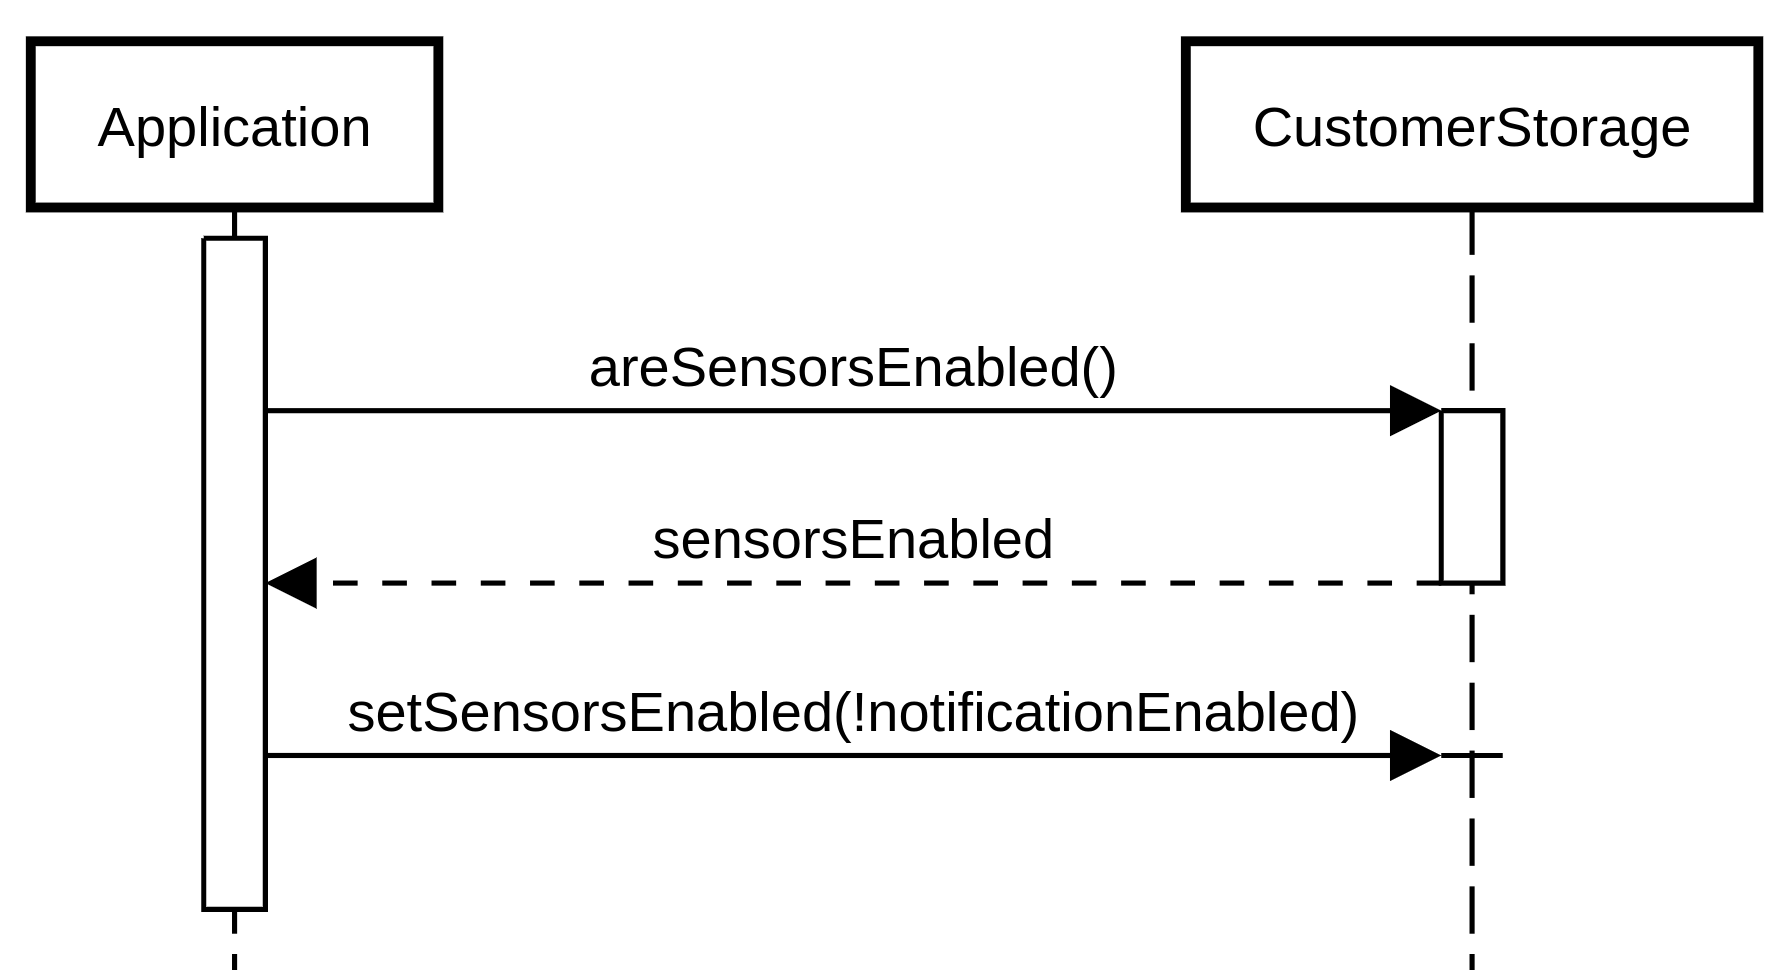 Application
CustomerStorage
areSensorsEnabled()
sensorsEnabled
setSensorsEnabled(!notificationEnabled)